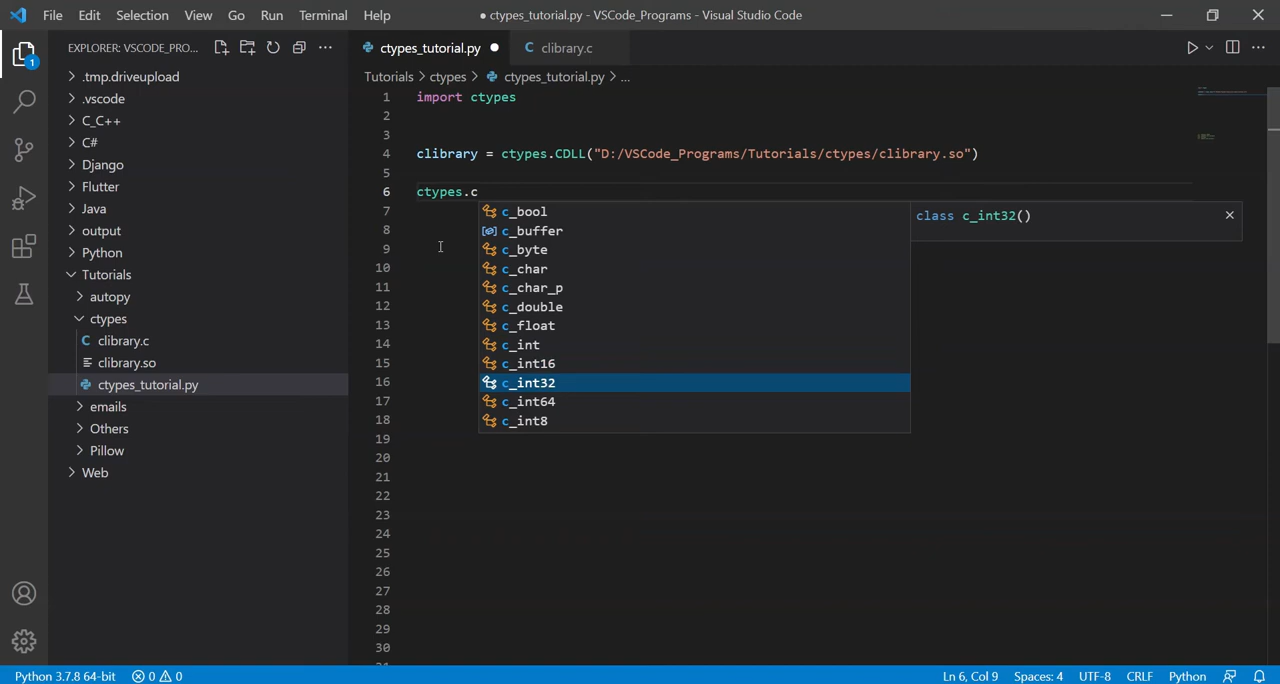 File Edit Selection View Go Run Terminal Help
● ctypes_tutorial.py - VSCode_Programs - Visual Studio Code
EXPLORER: VSCODE_PRO...
1
.tmp.driveupload
.vscode
C_C++
C#
Django
Flutter
Java
output
Python
Tutorials
autopy
ctypes
C clibrary.c
clibrary.so
ctypes_tutorial.py
emails
Others
Pillow
Web
ctypes_tutorial.py ● C clibrary.c
Tutorials > ctypes > ctypes_tutorial.py > ...
1 import ctypes
2
3
4 clibrary = ctypes.CDLL("D:/VSCode_Programs/Tutorials/ctypes/clibrary.so")
5
6 ctypes.c
7
8
9
10
11
12
13
14
15
16
17
18
19
20
21
22
23
24
25
26
27
28
29
30
c_bool
c_buffer
c_byte
c_char
c_char_p
c_double
c_float
c_int
c_int16
c_int32
c_int64
c_int8
class c_int32()
Python 3.7.8 64-bit 0 0 Ln 6, Col 9 Spaces: 4 UTF-8 CRLF Python